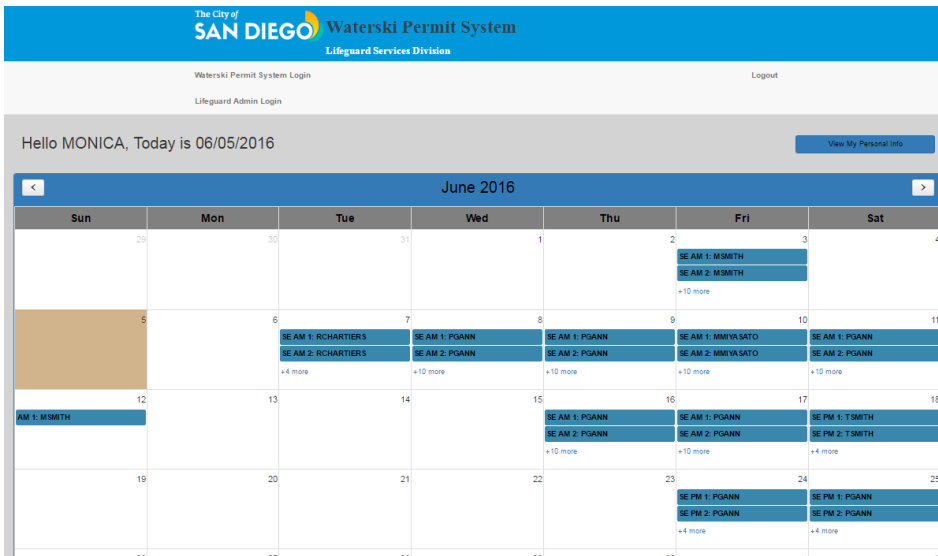 The City of
SAN DIEGO
Waterski Permit System
Lifeguard Services Division
Waterski Permit System Login
Logout
Lifeguard Admin Login
Hello MONICA, Today is 06/05/2016
View My Personal Info
<
June 2016
>
Sun Mon Tue Wed Thu Fri Sat
29 30 31 1 2 3 4
SE AM 1: MSMITH
SE AM 2: MSMITH
+10 more
5 6 7 8 9 10 11
SE AM 1: RCHARTIERS SE AM 1: PGANN SE AM 1: PGANN SE AM 1: MMIYASATO SE AM 1: PGANN
SE AM 2: RCHARTIERS SE AM 2: PGANN SE AM 2: PGANN SE AM 2: MMIYASATO SE AM 2: PGANN
+4 more +10 more +10 more +10 more +10 more
12 13 14 15 16 17 18
AM 1: MSMITH SE AM 1: PGANN SE AM 1: PGANN SE PM 1: TSMITH
SE AM 2: PGANN SE AM 2: PGANN SE PM 2: TSMITH
+10 more +10 more +4 more
19 20 21 22 23 24 25
SE PM 1: PGANN SE PM 1: PGANN
SE PM 2: PGANN SE PM 2: PGANN
+4 more +4 more